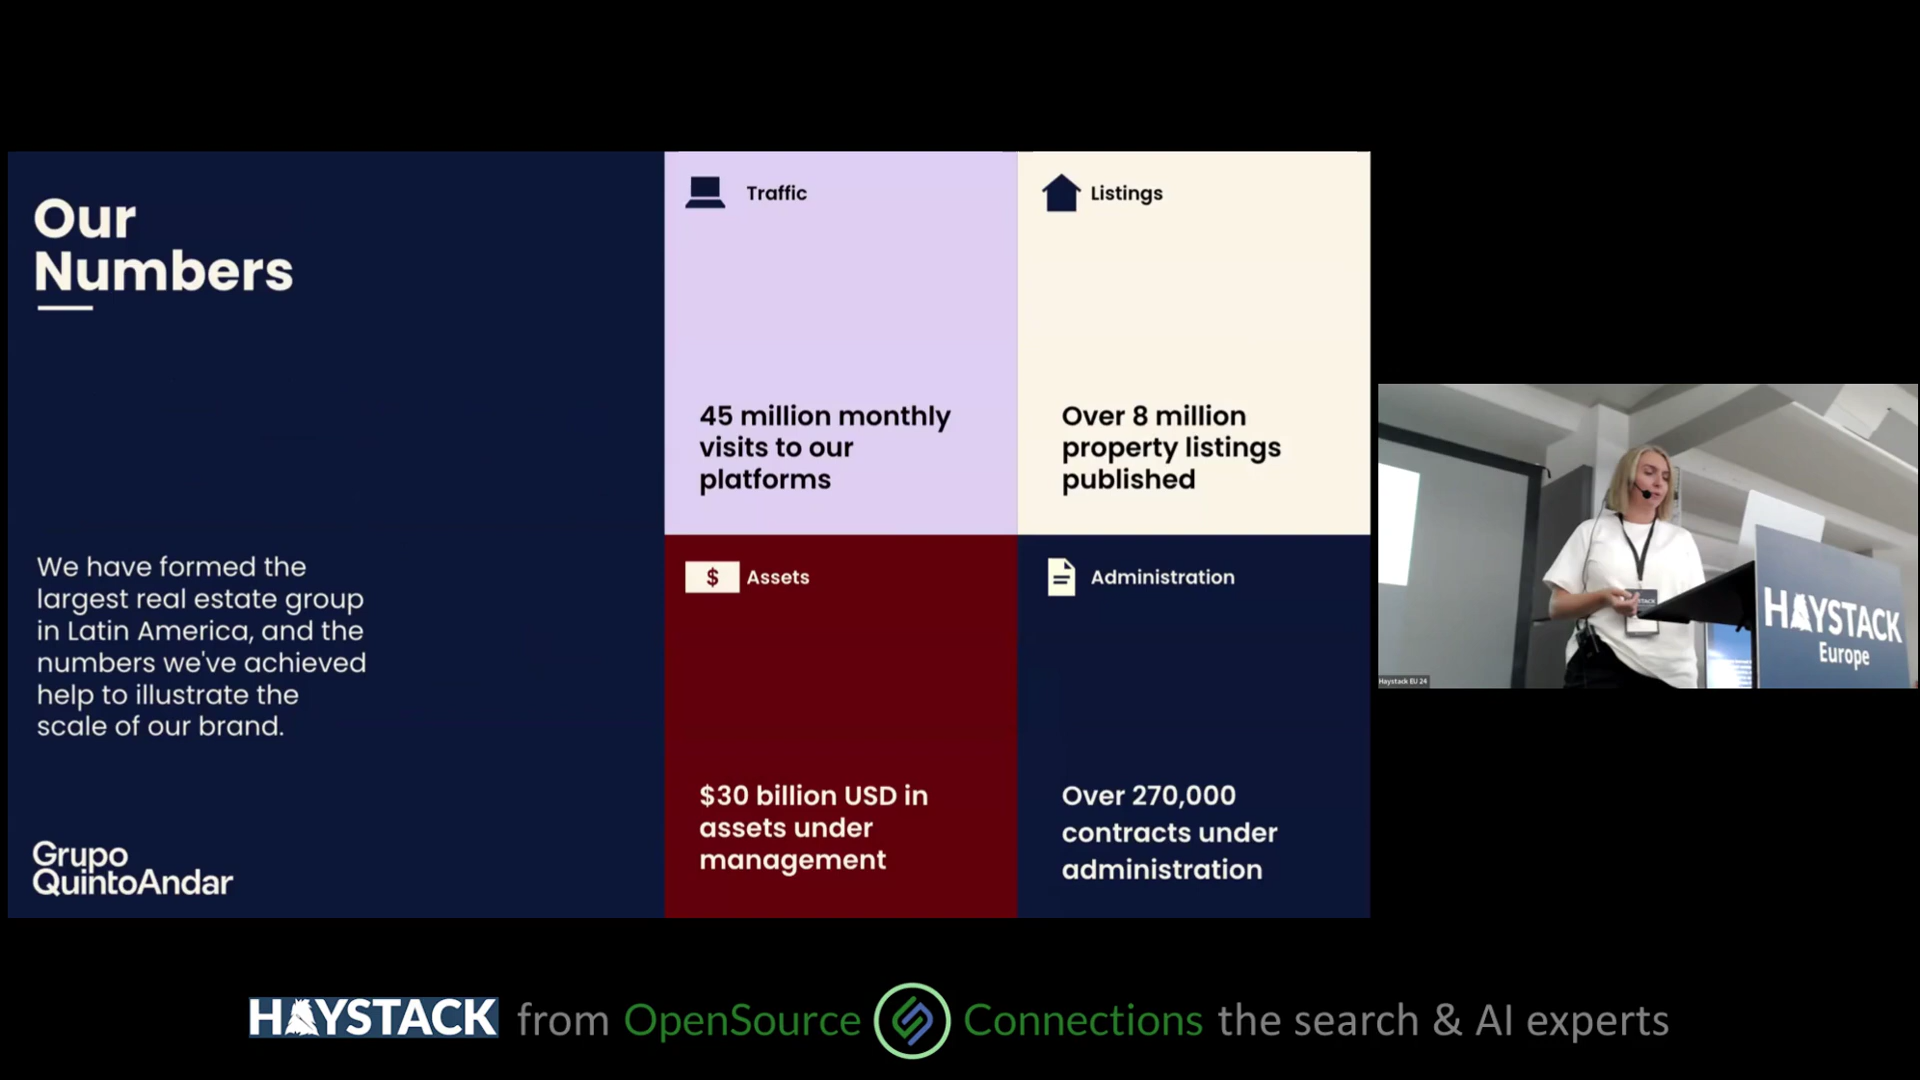 Our
Numbers
We have formed the
largest real estate group
in Latin America, and the
numbers we've achieved
help to illustrate the
scale of our brand.
Grupo
QuintoAndar
Traffic
45 million monthly
visits to our
platforms
Listings
Over 8 million
property listings
published
$ Assets
$30 billion USD in
assets under
management
Administration
Over 270,000
contracts under
administration
HAYSTACK
Europe
Haystack EU 24
HAYSTACK from OpenSource Connections the search & AI experts